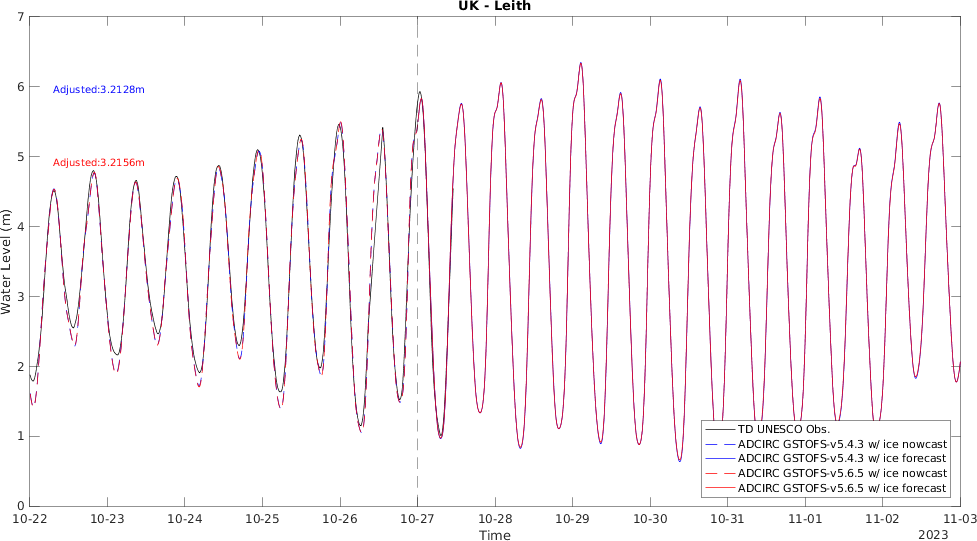 UK - Leith
7
6
5
4
3
2
1
0
Water Level (m)
Adjusted:3.2128m
Adjusted:3.2156m
TD UNESCO Obs.
ADCIRC GSTOFS-v5.4.3 w/ ice nowcast
ADCIRC GSTOFS-v5.4.3 w/ ice forecast
ADCIRC GSTOFS-v5.6.5 w/ ice nowcast
ADCIRC GSTOFS-v5.6.5 w/ ice forecast
10-22 10-23 10-24 10-25 10-26 10-27 10-28 10-29 10-30 10-31 11-01 11-02 11-03
Time
2023